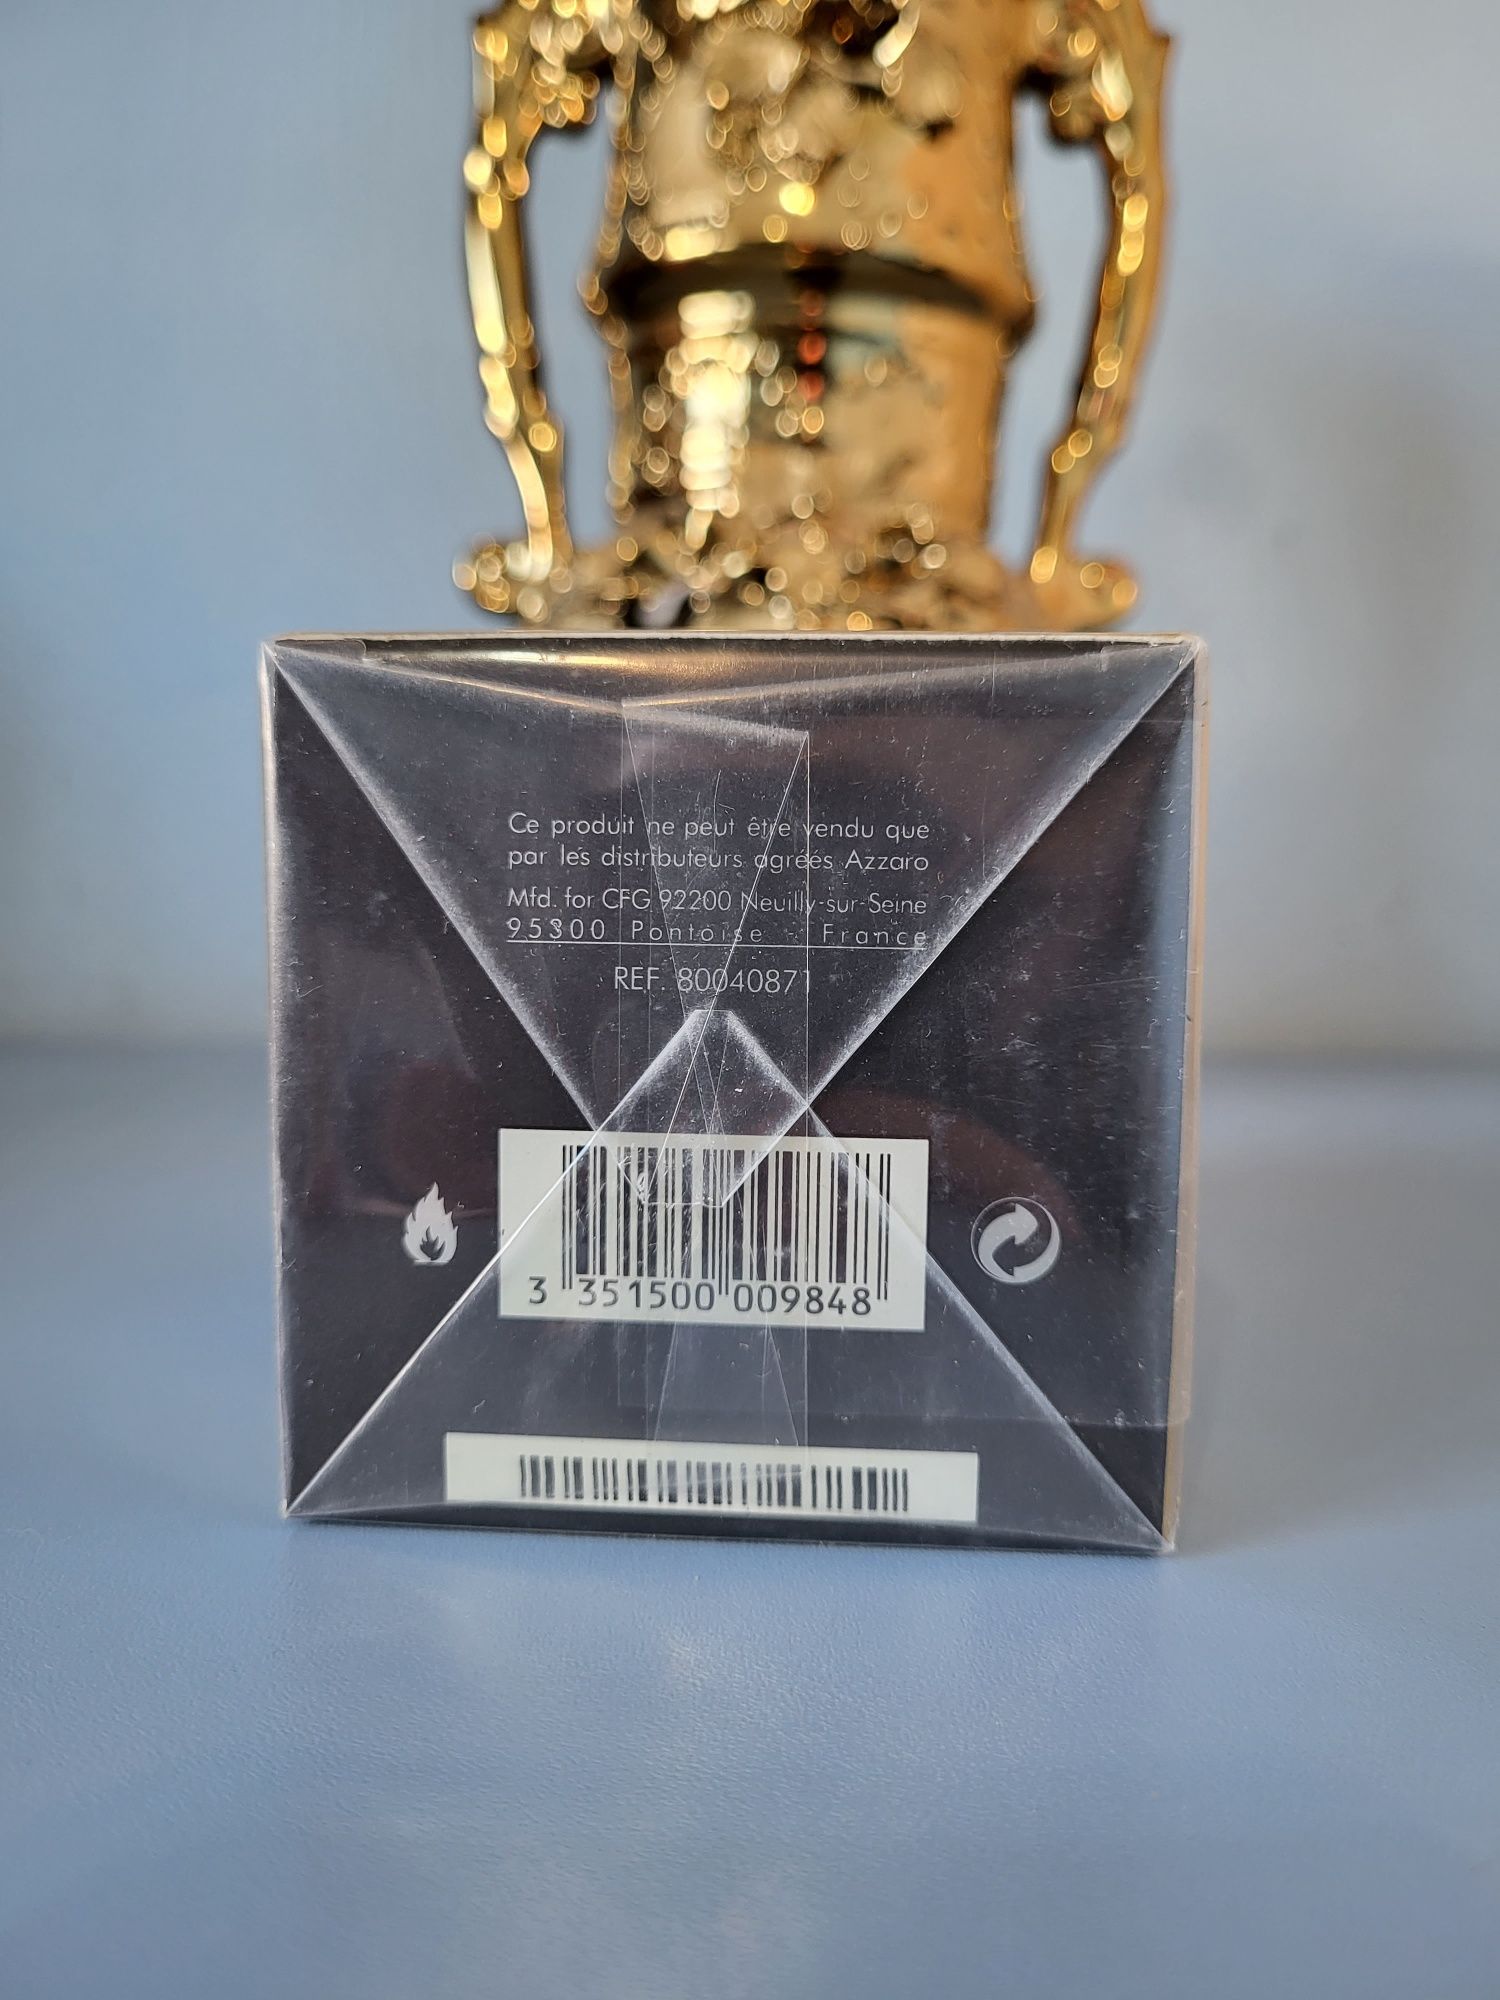 Ce produit ne peut être vendu que
par les distributeurs agréés Azzaro
Mfd. for CFG 92200 Neuilly-sur-Seine
95300 Pontoise - France
REF. 80040871
3 351500 009848